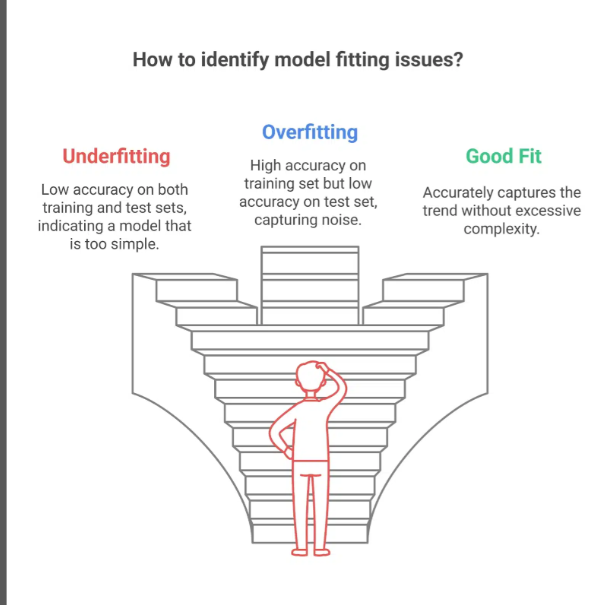 How to identify model fitting issues?
Underfitting
Low accuracy on both
training and test sets,
indicating a model that
is too simple.
Overfitting
High accuracy on
training set but low
accuracy on test set,
capturing noise.
Good Fit
Accurately captures the
trend without excessive
complexity.